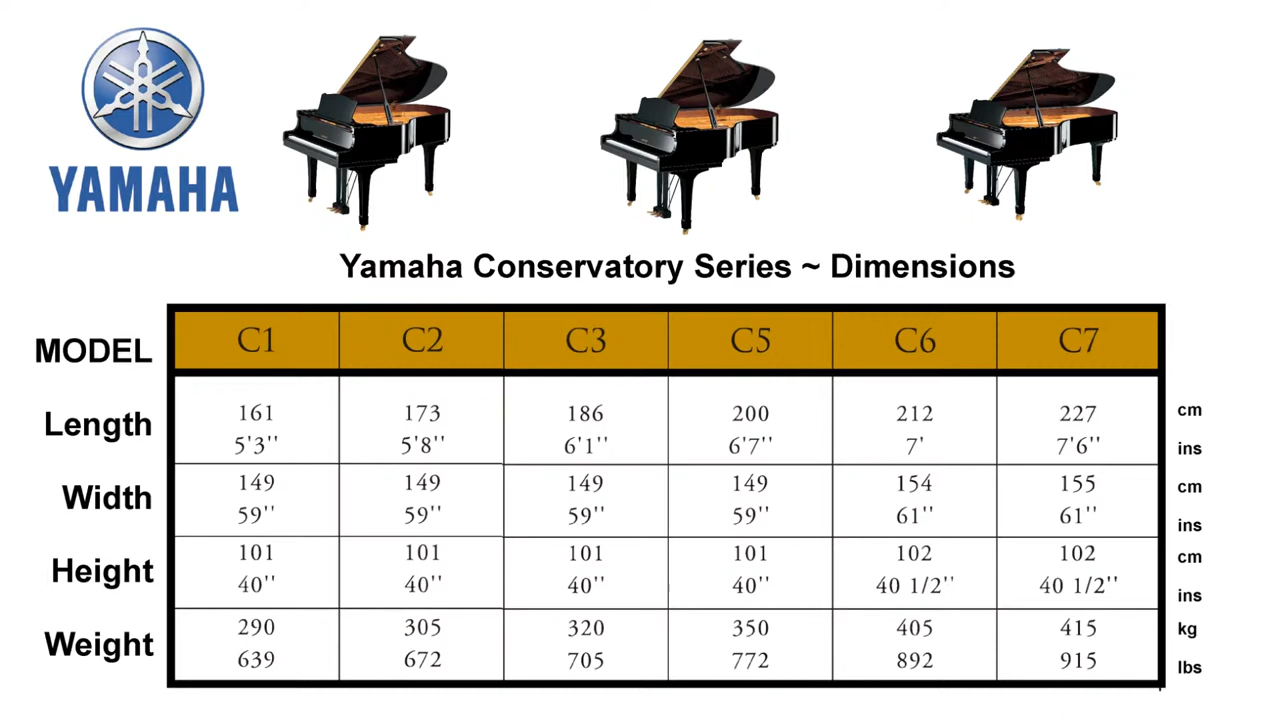 YAMAHA
Yamaha Conservatory Series ~ Dimensions
MODEL C1 C2 C3 C5 C6 C7
Length 161 173 186 200 212 227 cm
5'3'' 5'8'' 6'1'' 6'7'' 7' 7'6'' ins
Width 149 149 149 149 154 155 cm
59'' 59'' 59'' 59'' 61'' 61'' ins
Height 101 101 101 101 102 102 cm
40'' 40'' 40'' 40'' 40 1/2'' 40 1/2'' ins
Weight 290 305 320 350 405 415 kg
639 672 705 772 892 915 lbs